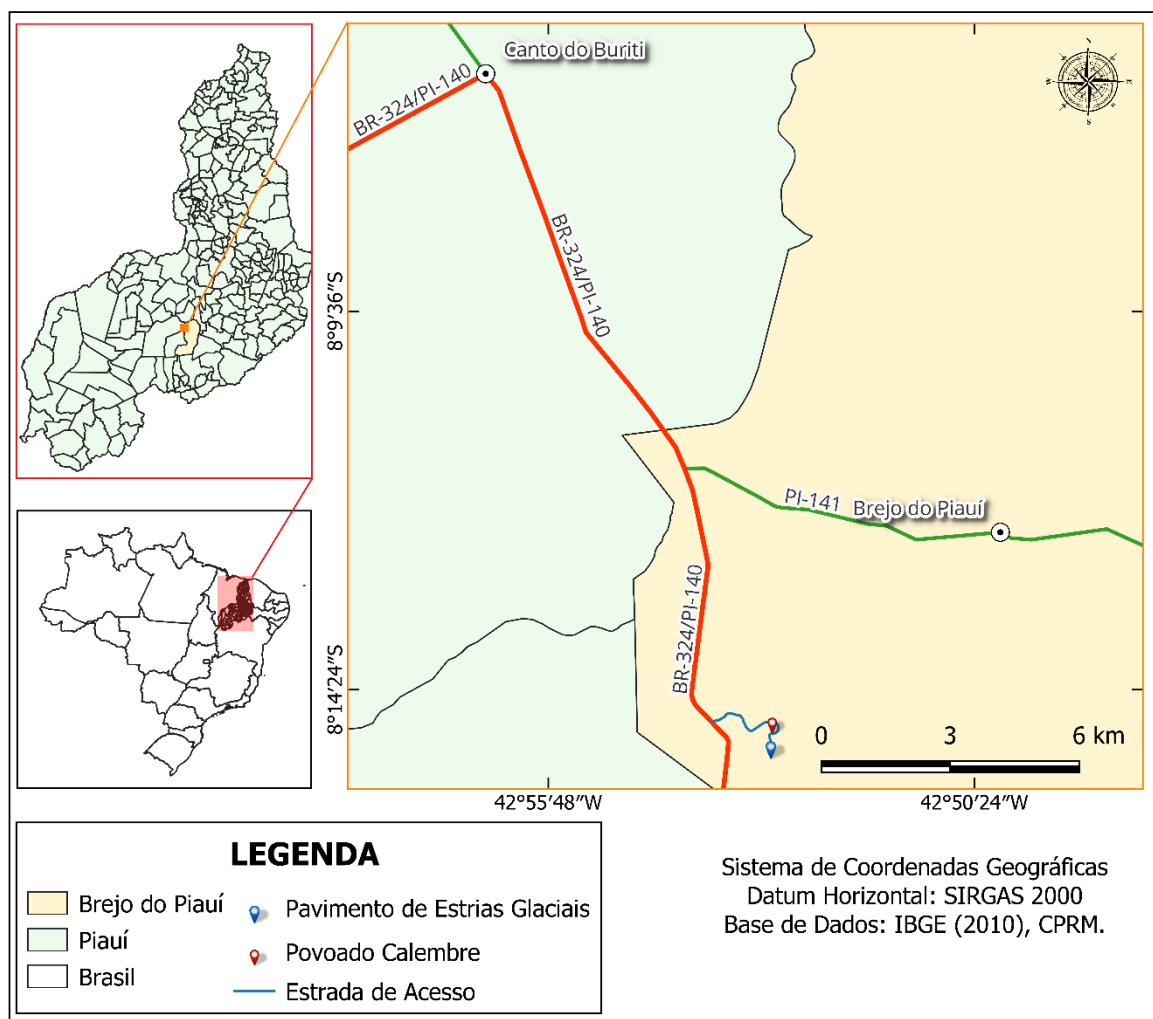 Canto do Buriti
BR-324/PI-140
BR-324/PI-140
N
W
E
S
8°9′36″S
PI-141
Brejo do Piauí
BR-324/PI-140
8°14′24″S
0 3 6 km
42°55′48″W 42°50′24″W
LEGENDA
Brejo do Piauí
Piauí
Brasil
Pavimento de Estrias Glaciais
Povoado Calembre
Estrada de Acesso
Sistema de Coordenadas Geográficas
Datum Horizontal: SIRGAS 2000
Base de Dados: IBGE (2010), CPRM.